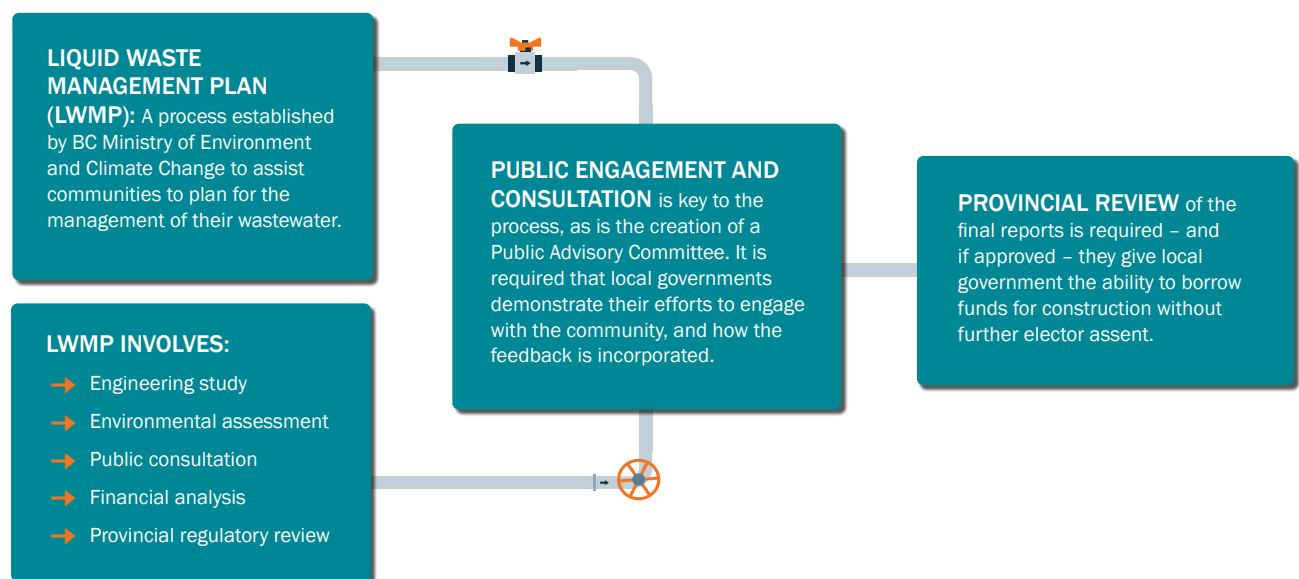 LIQUID WASTE
MANAGEMENT PLAN
(LWMP): A process established
by BC Ministry of Environment
and Climate Change to assist
communities to plan for the
management of their wastewater.
LWMP INVOLVES:
Engineering study
Environmental assessment
Public consultation
Financial analysis
Provincial regulatory review
PUBLIC ENGAGEMENT AND
CONSULTATION is key to the
process, as is the creation of a
Public Advisory Committee. It is
required that local governments
demonstrate their efforts to engage
with the community, and how the
feedback is incorporated.
PROVINCIAL REVIEW of the
final reports is required – and
if approved – they give local
government the ability to borrow
funds for construction without
further elector assent.